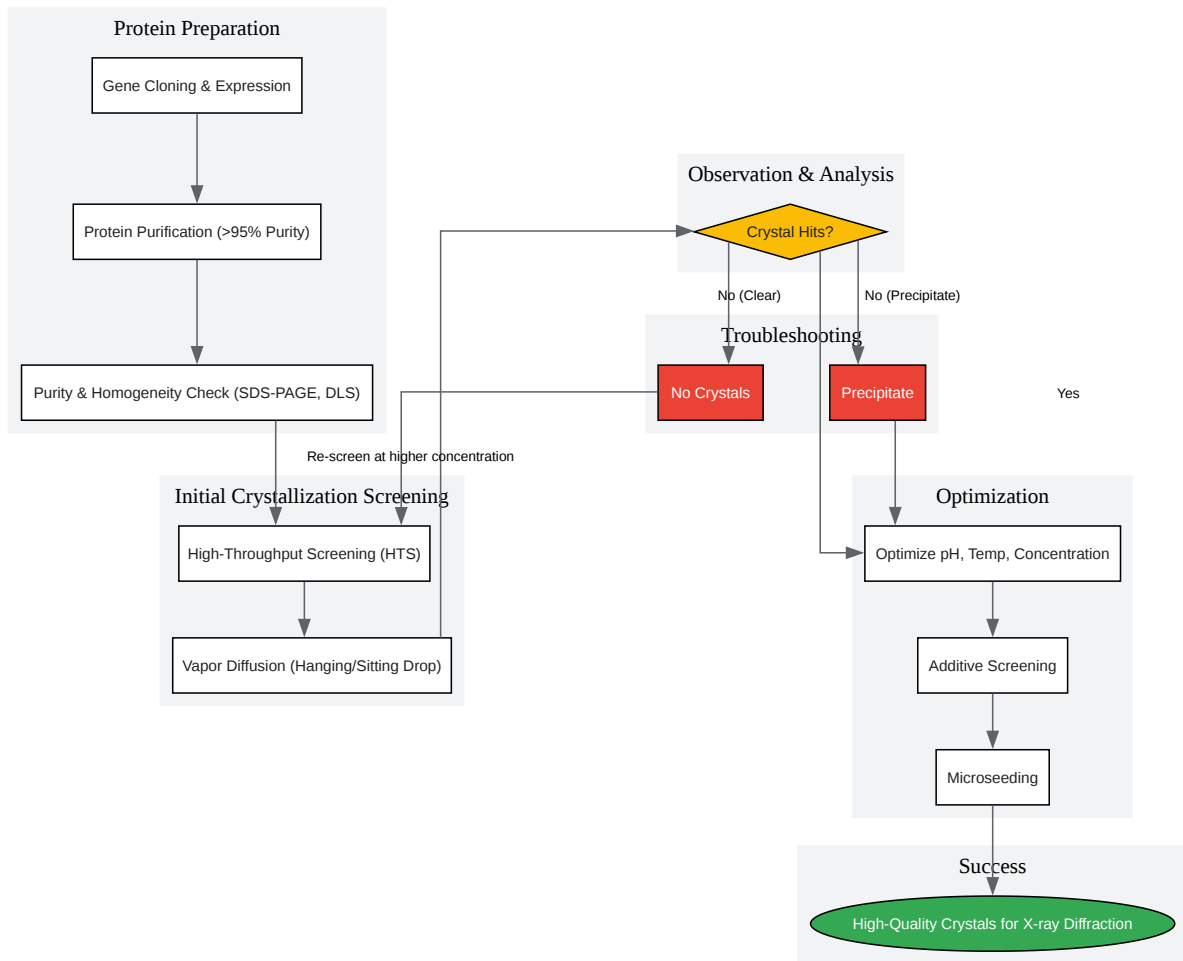 Protein Preparation
Gene Cloning & Expression
Protein Purification (>95% Purity)
Purity & Homogeneity Check (SDS-PAGE, DLS)
Observation & Analysis
Crystal Hits?
No (Clear)
No (Precipitate)
Troubleshooting
No Crystals
Precipitate
Yes
Re-screen at higher concentration
Initial Crystallization Screening
High-Throughput Screening (HTS)
Vapor Diffusion (Hanging/Sitting Drop)
Optimization
Optimize pH, Temp, Concentration
Additive Screening
Microseeding
Success
High-Quality Crystals for X-ray Diffraction